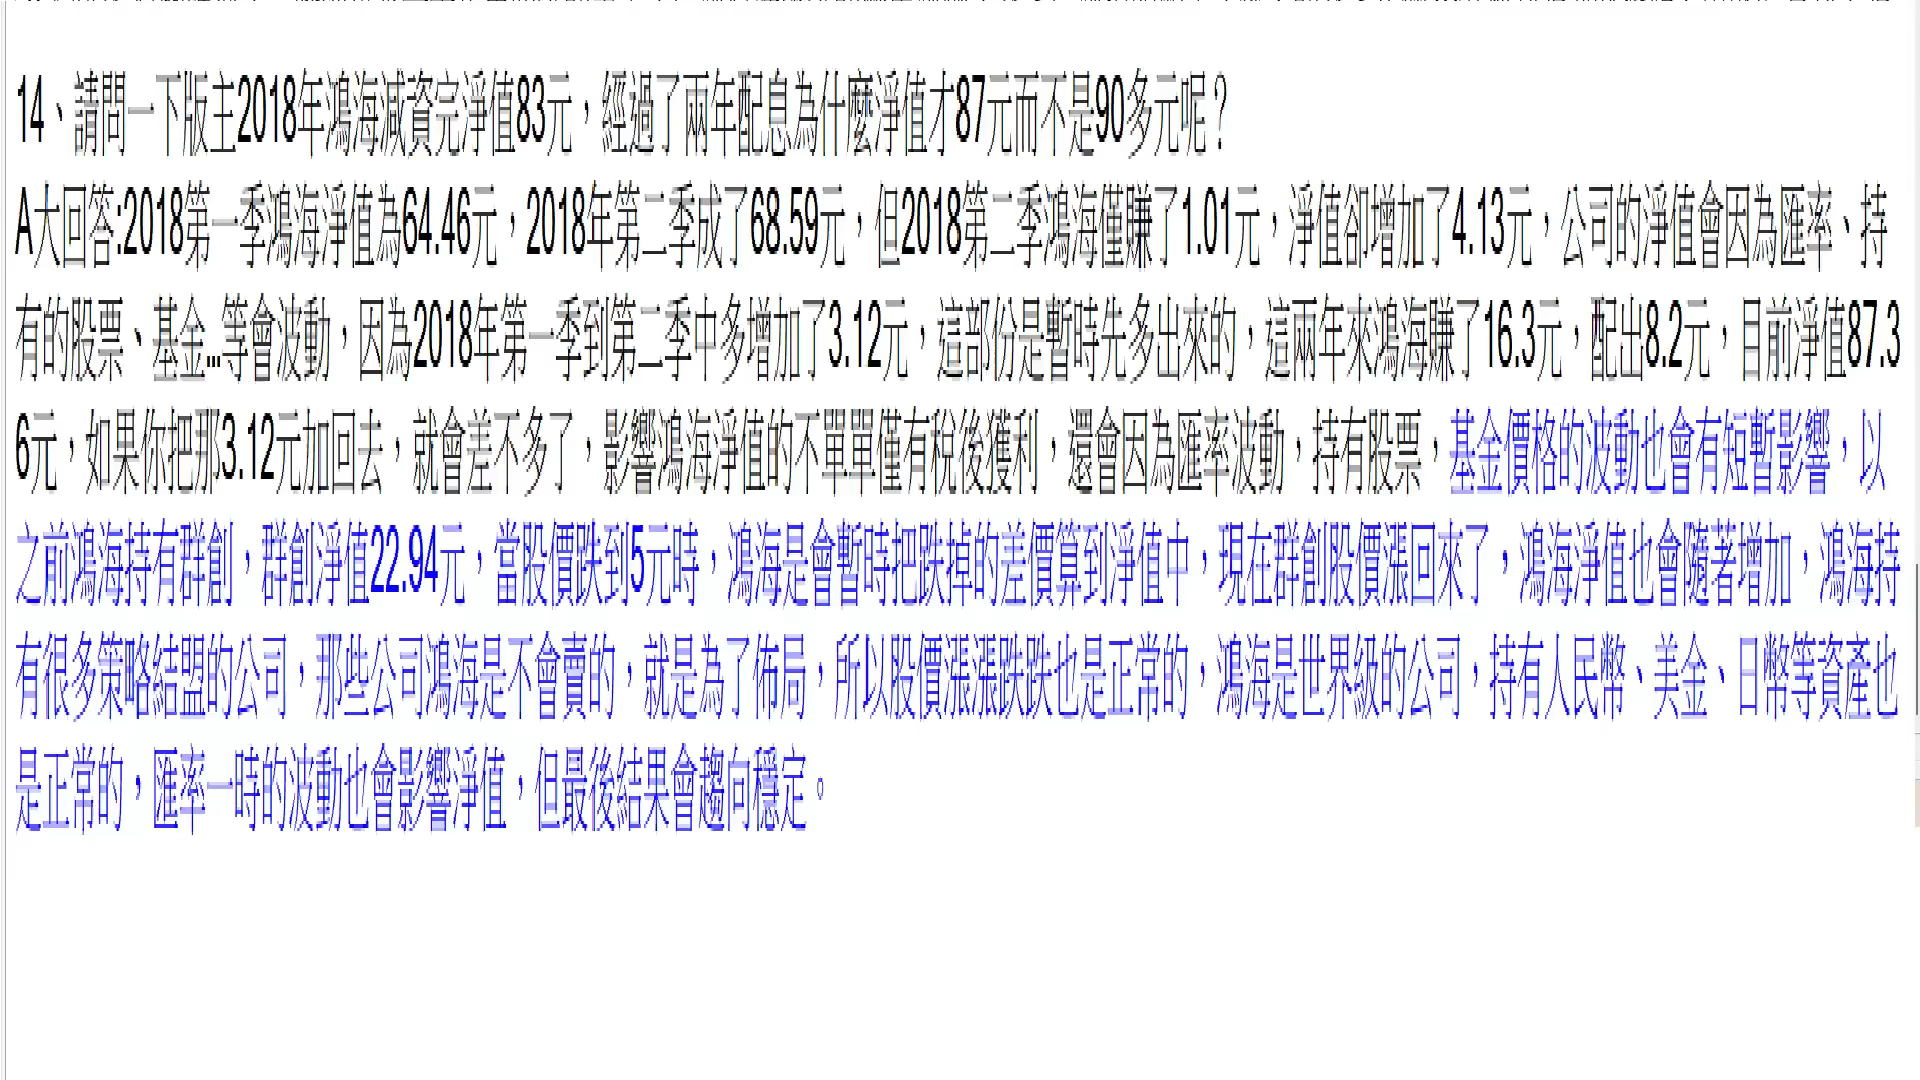 14、請問一下版主2018年鴻海減資完淨值83元，經過了兩年配息為什麼淨值才87元而不是90多元呢？
A大回答:2018第一季鴻海淨值為64.46元，2018年第二季成了68.59元，但2018第二季鴻海僅賺了1.01元，淨值卻增加了4.13元，公司的淨值會因為匯率、持
有的股票、基金...等會波動，因為2018年第一季到第二季中多增加了3.12元，這部份是暫時先多出來的，這兩年來鴻海賺了16.3元，配出8.2元，目前淨值87.3
6元，如果你把那3.12元加回去，就會差不多了，影響鴻海淨值的不單單僅有稅後獲利，還會因為匯率波動，持有股票，基金價格的波動也會有短暫影響，以
之前鴻海持有群創，群創淨值22.94元，當股價跌到5元時，鴻海是會暫時把跌掉的差價算到淨值中，現在群創股價漲回來了，鴻海淨值也會隨著增加，鴻海持
有很多策略結盟的公司，那些公司鴻海是不會賣的，就是為了佈局，所以股價漲漲跌跌也是正常的，鴻海是世界級的公司，持有人民幣、美金、日幣等資產也
是正常的，匯率一時的波動也會影響淨值，但最後結果會趨向穩定。